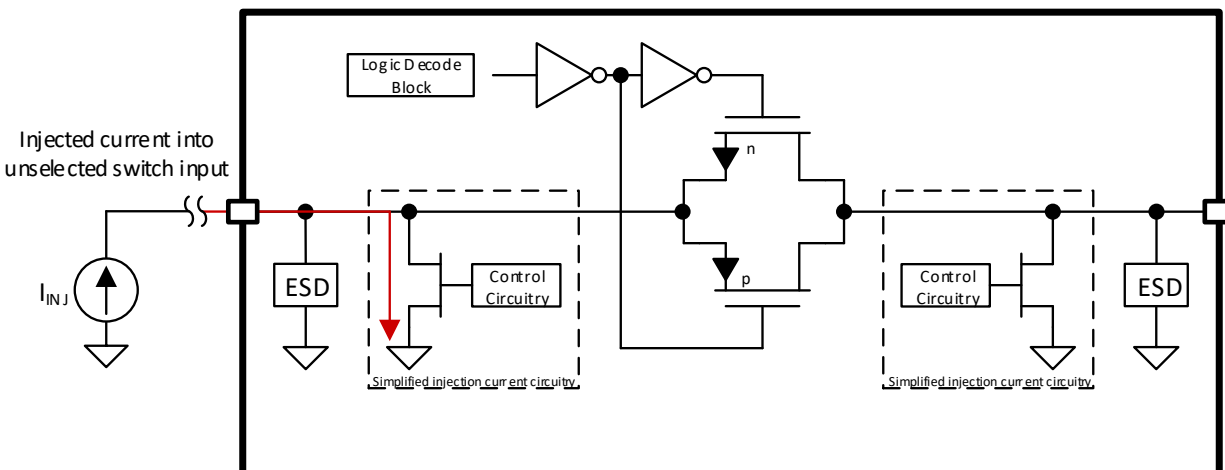 Logic Decode
Block
Injected current into
unselected switch input
n
p
ESD
Control
Circuitry
Control
Circuitry
ESD
IINJ
Simplified injection current circuitry
Simplified injection current circuitry